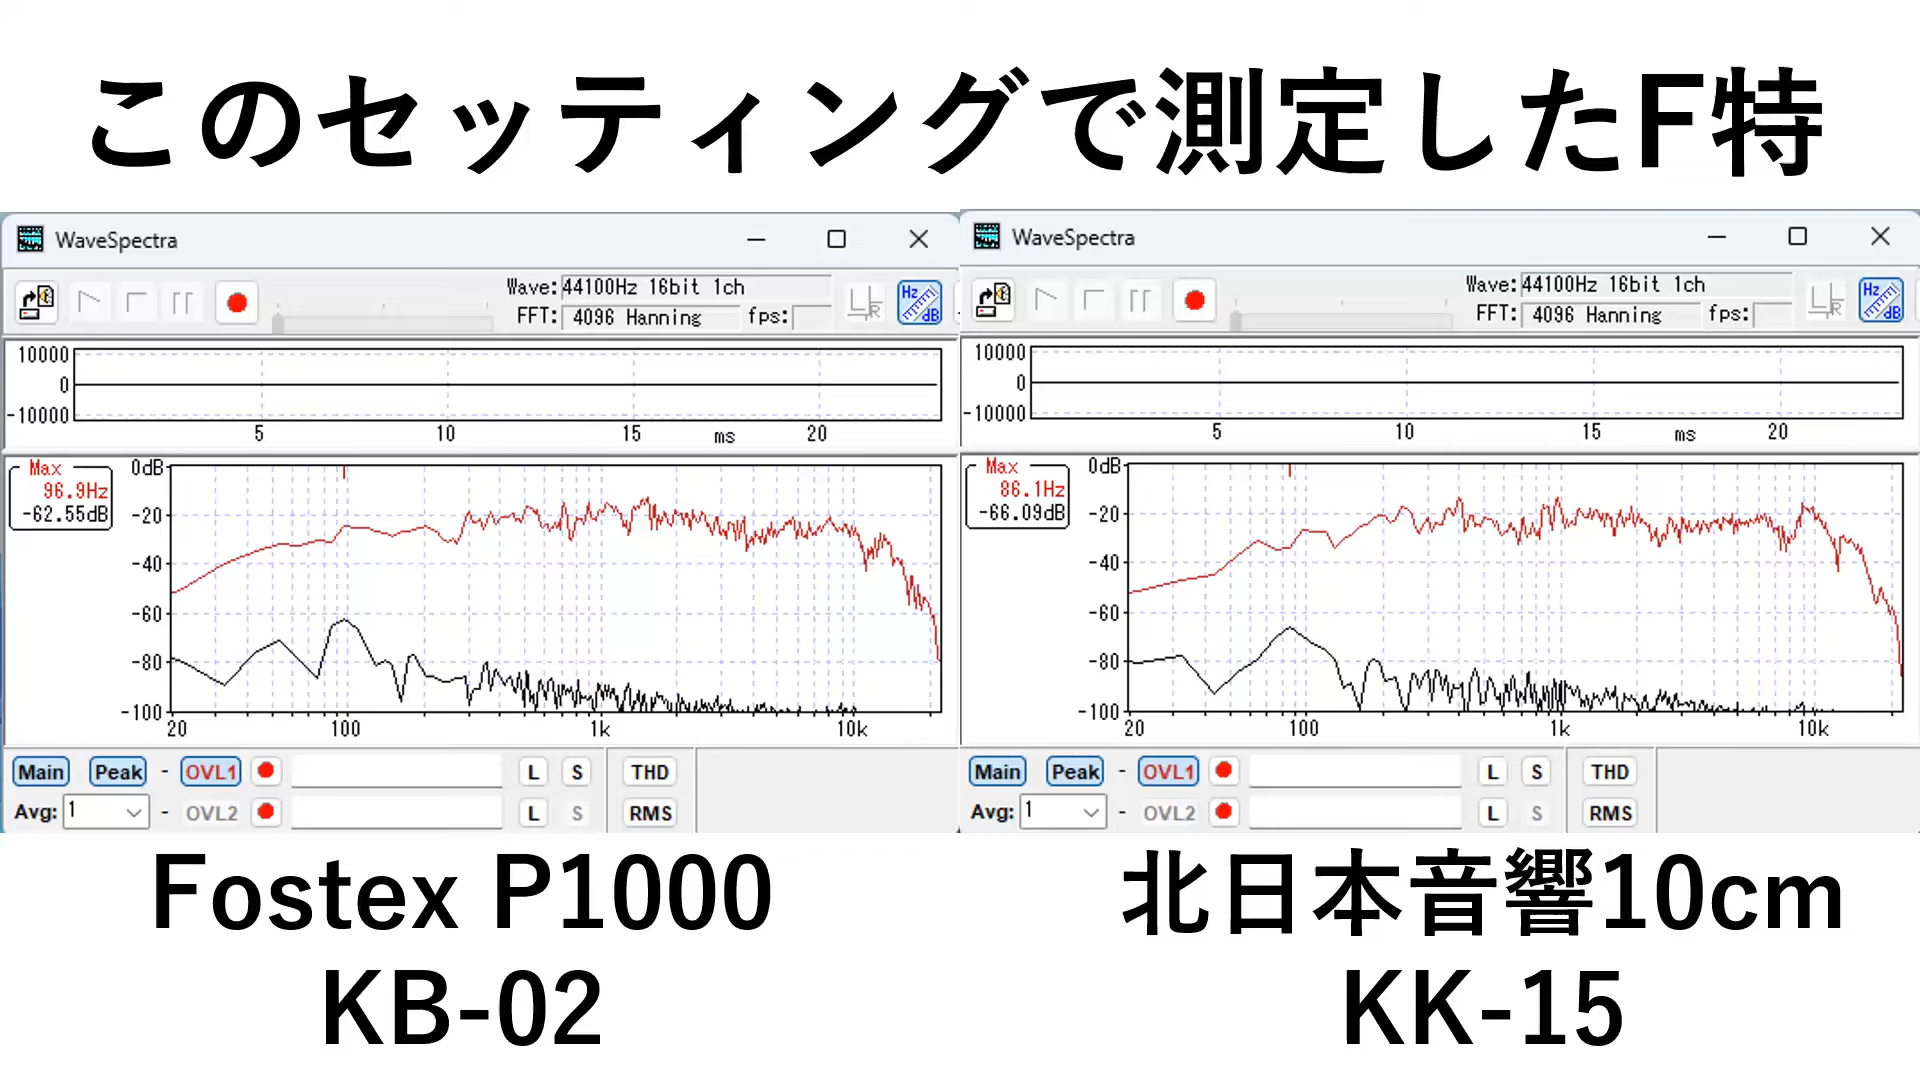 このセッティングで測定したF特
WaveSpectra
Wave:44100Hz 16bit 1ch
FFT: 4096 Hanning fps:
Hz
dB
L
R
10000
0
-10000
5 10 15 ms 20
Max
96.9Hz
-62.55dB
0dB
-20
-40
-60
-80
-100
20 100 1k 10k
Main Peak - OVL1 L S THD
Avg: 1 - OVL2 L S RMS
WaveSpectra
Wave:44100Hz 16bit 1ch
FFT: 4096 Hanning fps:
Hz
dB
L
R
10000
0
-10000
5 10 15 ms 20
Max
86.1Hz
-66.09dB
0dB
-20
-40
-60
-80
-100
20 100 1k 10k
Main Peak - OVL1 L S THD
Avg: 1 - OVL2 L S RMS
Fostex P1000
KB-02
北日本音響10cm
KK-15